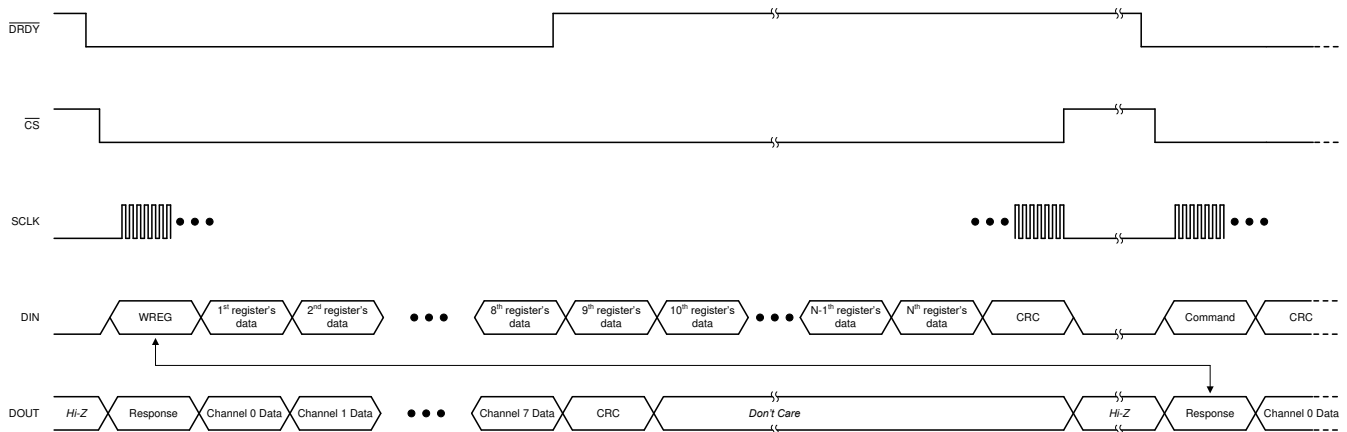 DRDY
CS
SCLK
DIN
WREG
1st register's
data
2nd register's
data
8th register's
data
9th register's
data
10th register's
data
N-1th register's
data
Nth register's
data
CRC
Command
CRC
DOUT
Hi-Z
Response
Channel 0 Data
Channel 1 Data
Channel 7 Data
CRC
Don't Care
Hi-Z
Response
Channel 0 Data